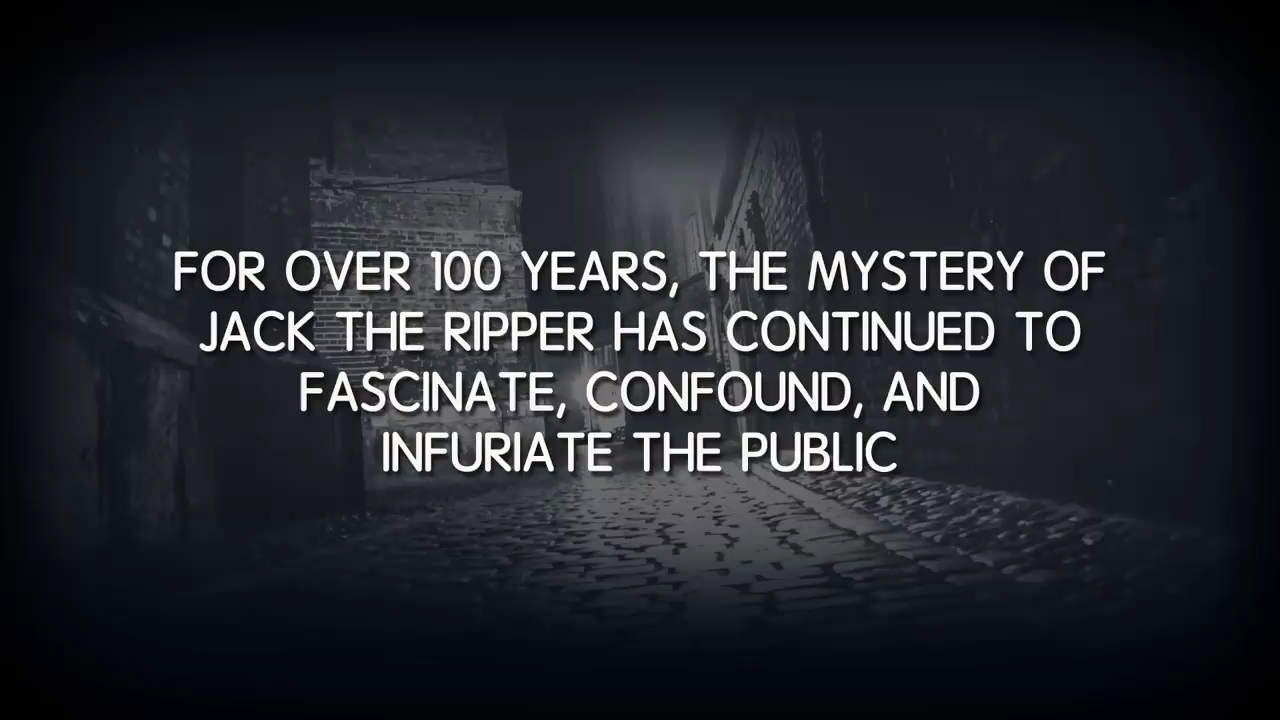 FOR OVER 100 YEARS, THE MYSTERY OF
JACK THE RIPPER HAS CONTINUED TO
FASCINATE, CONFOUND, AND
INFURIATE THE PUBLIC